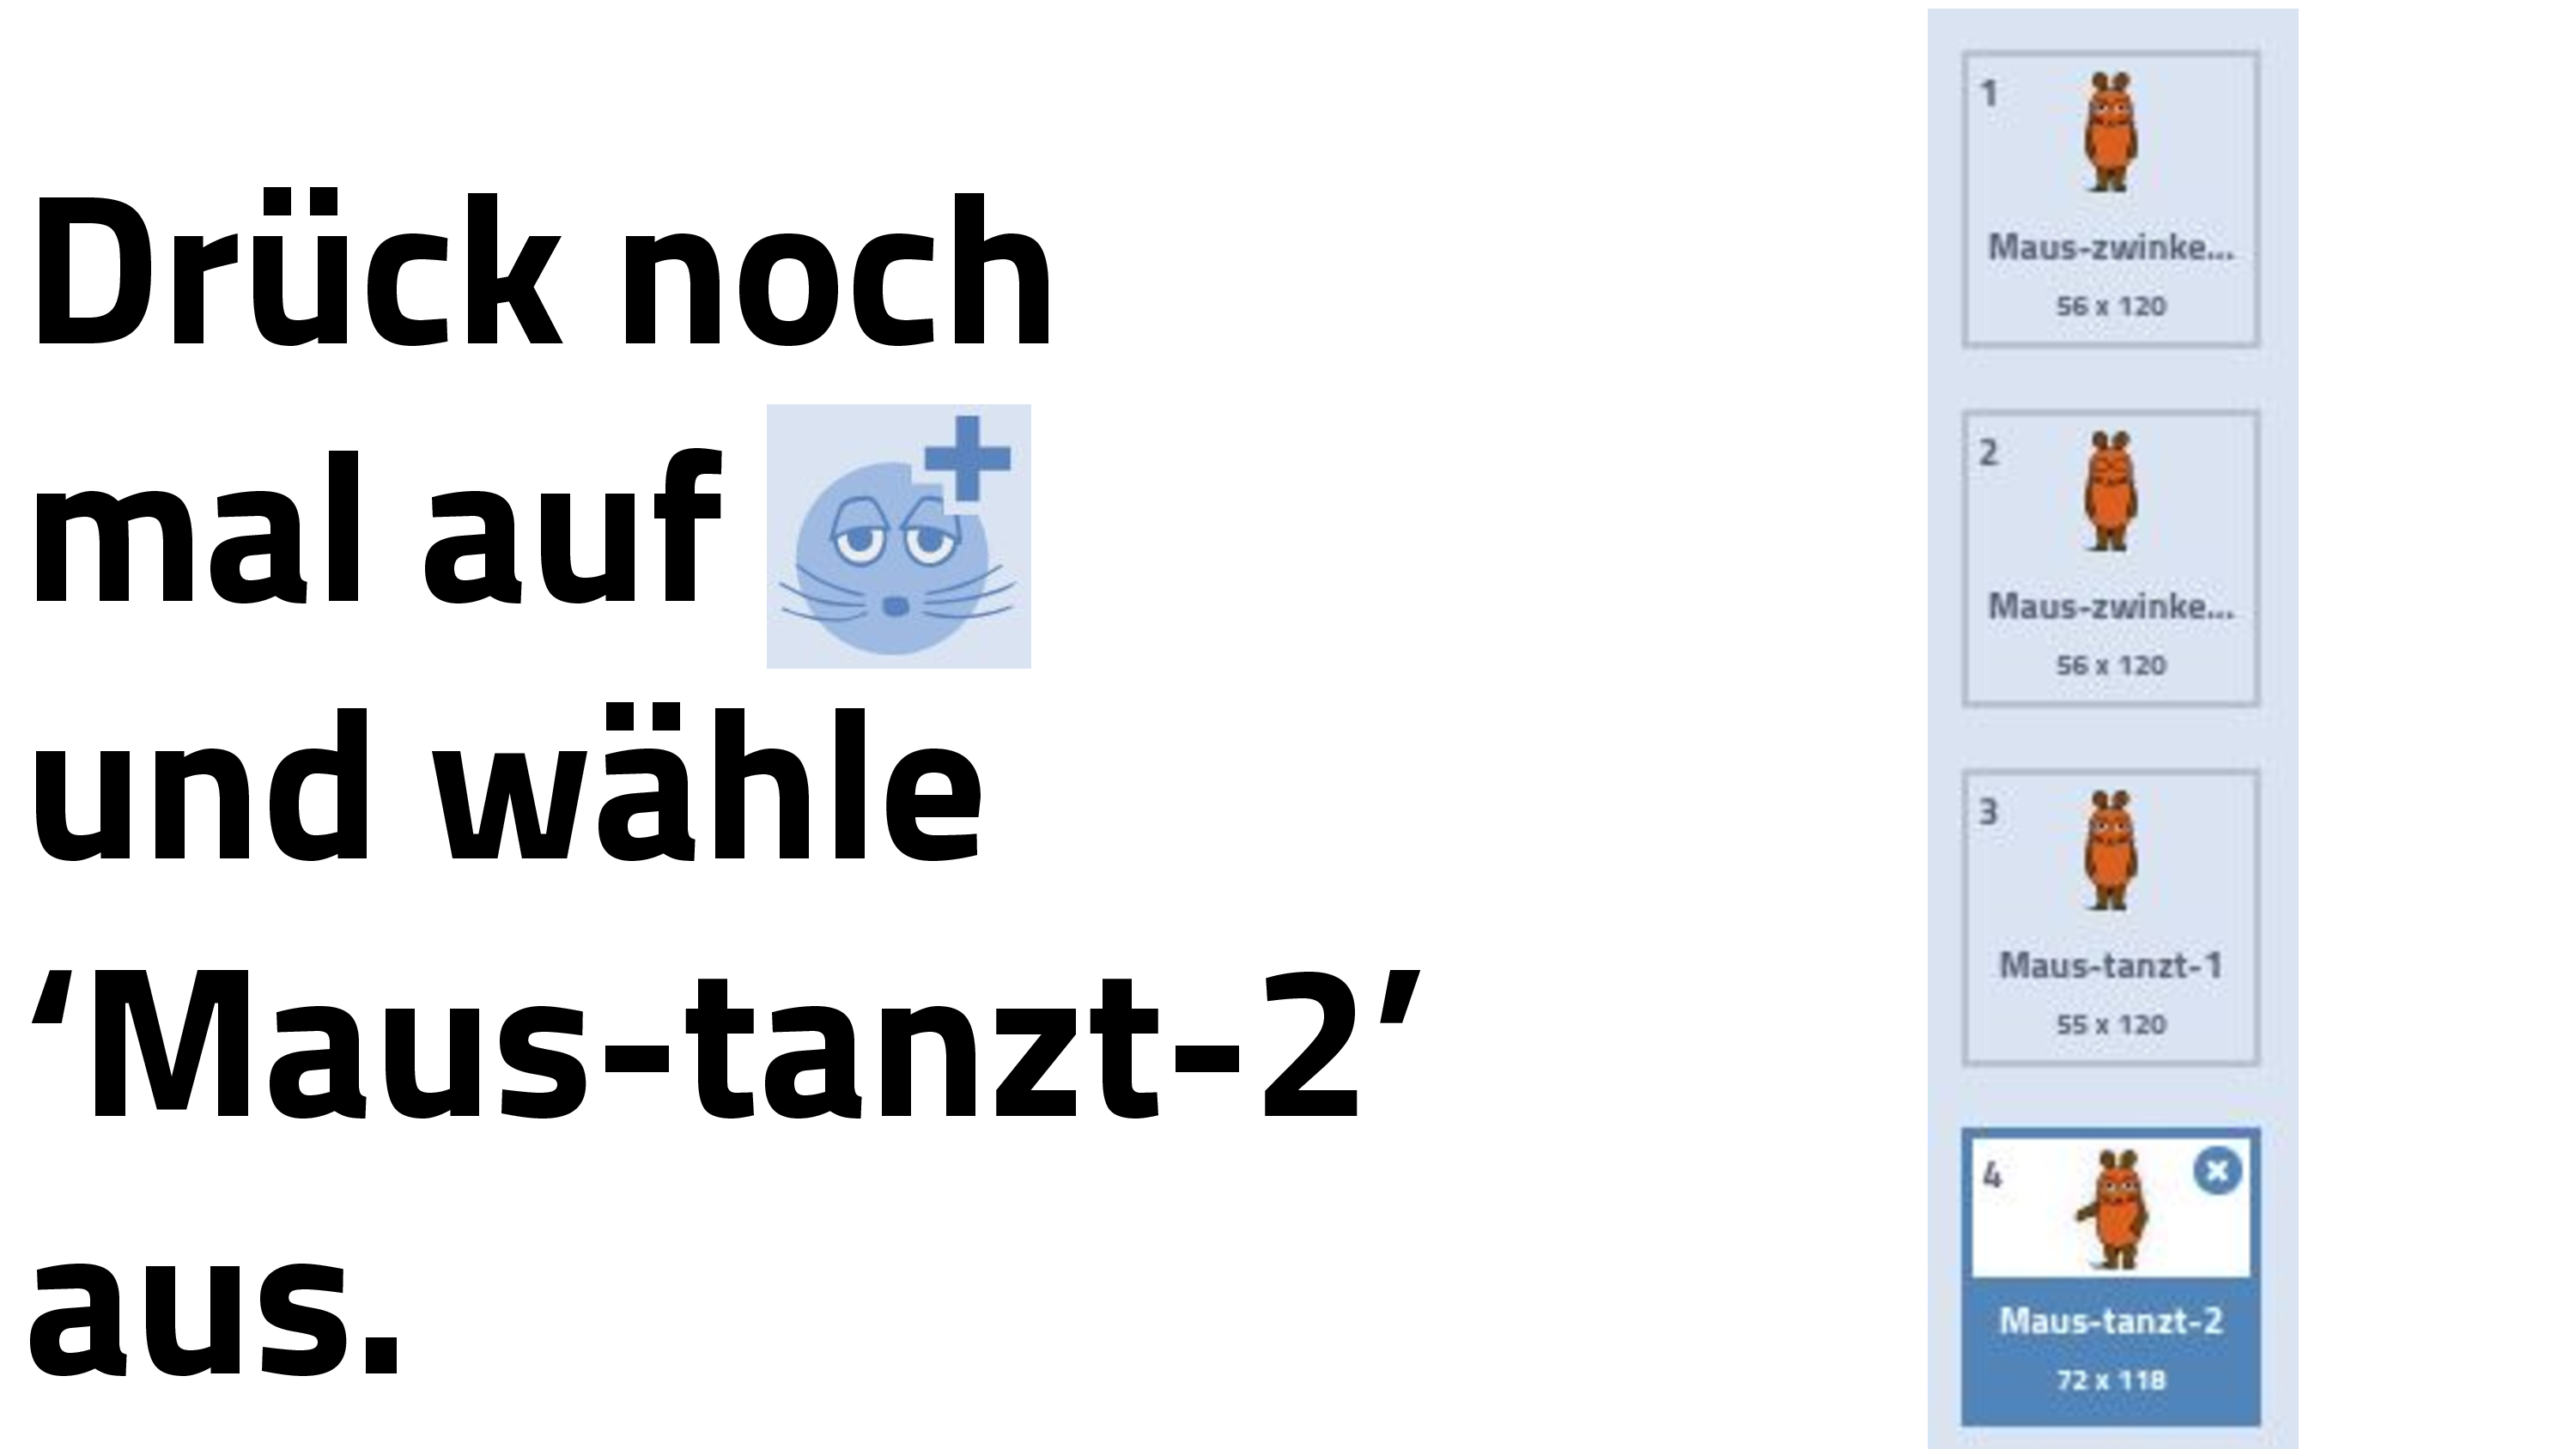 Drück noch
mal auf
und wähle
‘Maus-tanzt-2’
aus.
1
Maus-zwinke...
56 x 120
2
Maus-zwinke...
56 x 120
3
Maus-tanzt-1
55 x 120
4
Maus-tanzt-2
72 x 118